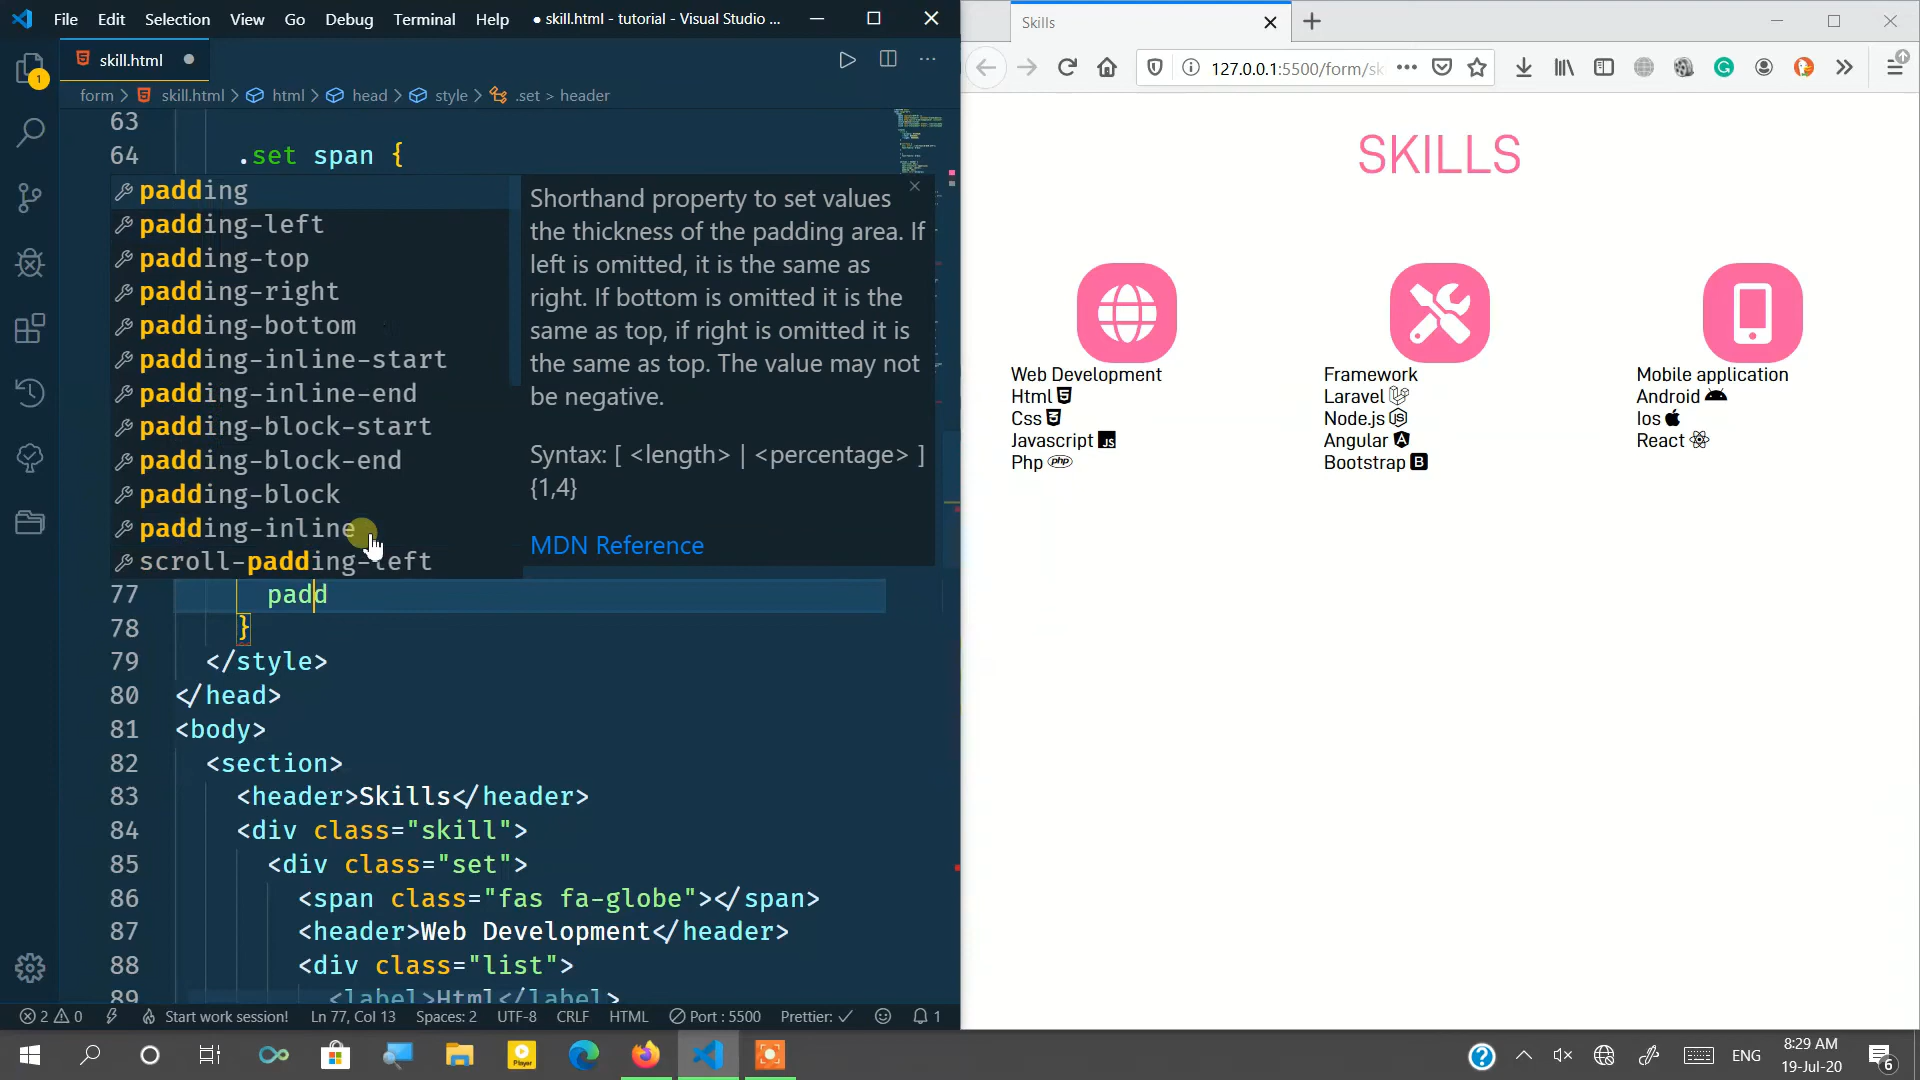 File Edit Selection View Go Debug Terminal Help ● skill.html - tutorial - Visual Studio ...
skill.html
form > skill.html > html > head > style > .set > header
63
64 .set span {
padding
padding-left
padding-top
padding-right
padding-bottom
padding-inline-start
padding-inline-end
padding-block-start
padding-block-end
padding-block
padding-inline
scroll-padding-left
Shorthand property to set values
the thickness of the padding area. If
left is omitted, it is the same as
right. If bottom is omitted it is the
same as top, if right is omitted it is
the same as top. The value may not
be negative.
Syntax: [ <length> | <percentage> ]
{1,4}
MDN Reference
77 padd
78 }
79 </style>
80 </head>
81 <body>
82 <section>
83 <header>Skills</header>
84 <div class="skill">
85 <div class="set">
86 <span class="fas fa-globe"></span>
87 <header>Web Development</header>
88 <div class="list">
89 <label>Html</label>
2 0 Start work session! Ln 77, Col 13 Spaces: 2 UTF-8 CRLF HTML Port : 5500 Prettier: ✓ 1
Skills
127.0.0.1:5500/form/sk
SKILLS
Web Development
Html
Css
Javascript JS
Php php
Framework
Laravel
Node.js JS
Angular A
Bootstrap B
Mobile application
Android
Ios
React
1
Player
ENG
8:29 AM
19-Jul-20
6